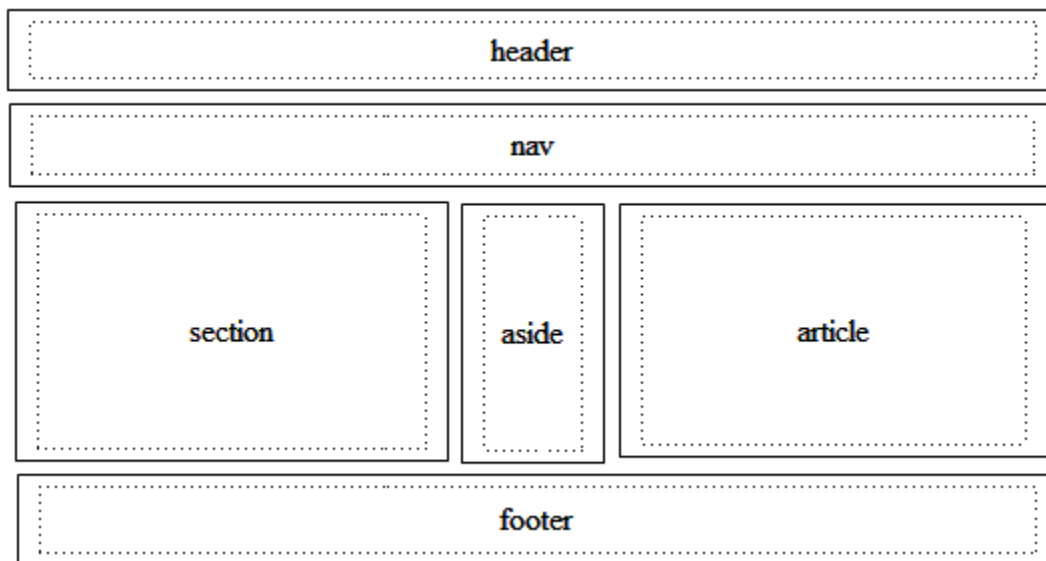 header
nav
section
aside
article
footer